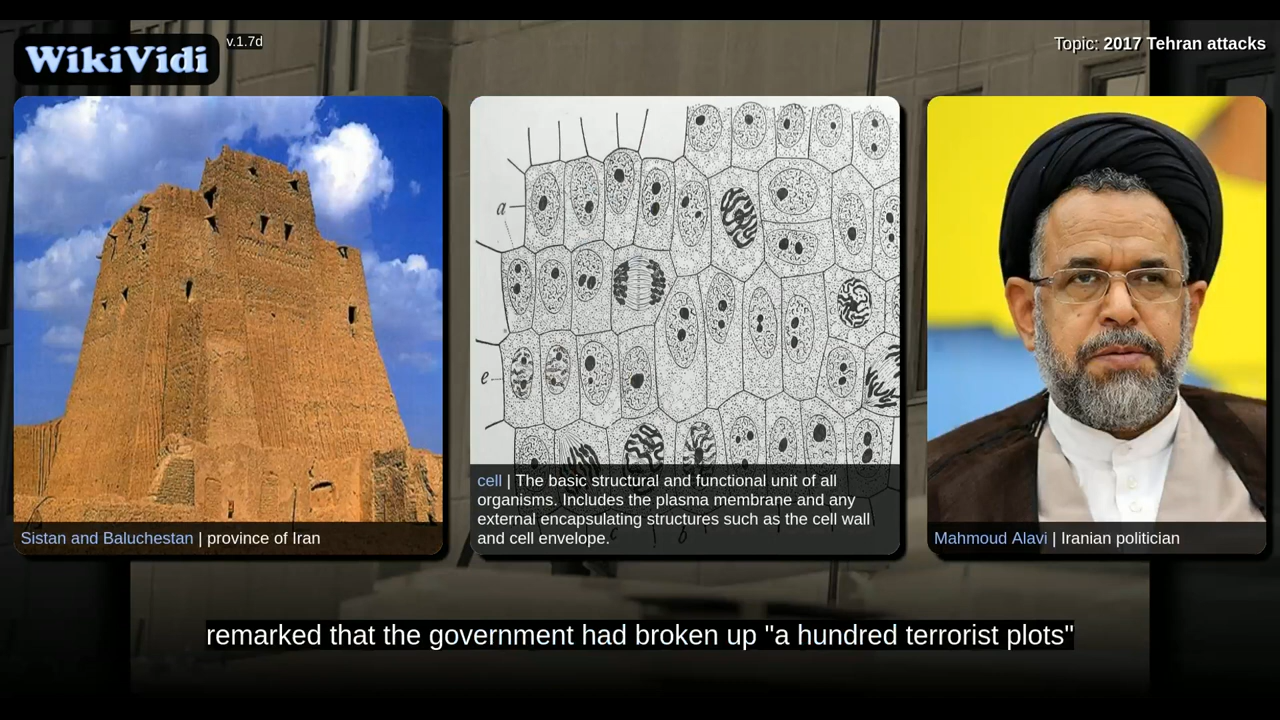 WikiVidi
v.1.7d
Topic: 2017 Tehran attacks
a
e
Sistan and Baluchestan | province of Iran
cell | The basic structural and functional unit of all
organisms. Includes the plasma membrane and any
external encapsulating structures such as the cell wall
and cell envelope.
Mahmoud Alavi | Iranian politician
remarked that the government had broken up "a hundred terrorist plots"